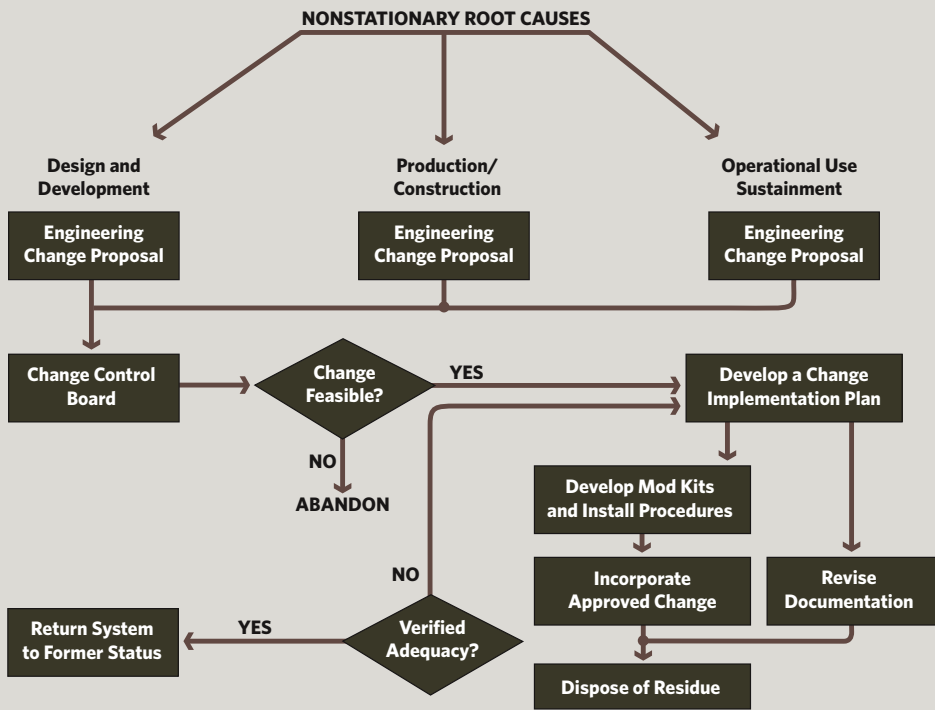 NONSTATIONARY ROOT CAUSES
Design and
Development
Production/
Construction
Operational Use
Sustainment
Engineering
Change Proposal
Engineering
Change Proposal
Engineering
Change Proposal
Change Control
Board
Change
Feasible?
YES
Develop a Change
Implementation Plan
NO
ABANDON
Develop Mod Kits
and Install Procedures
Incorporate
Approved Change
Revise
Documentation
NO
Return System
to Former Status
YES
Verified
Adequacy?
Dispose of Residue